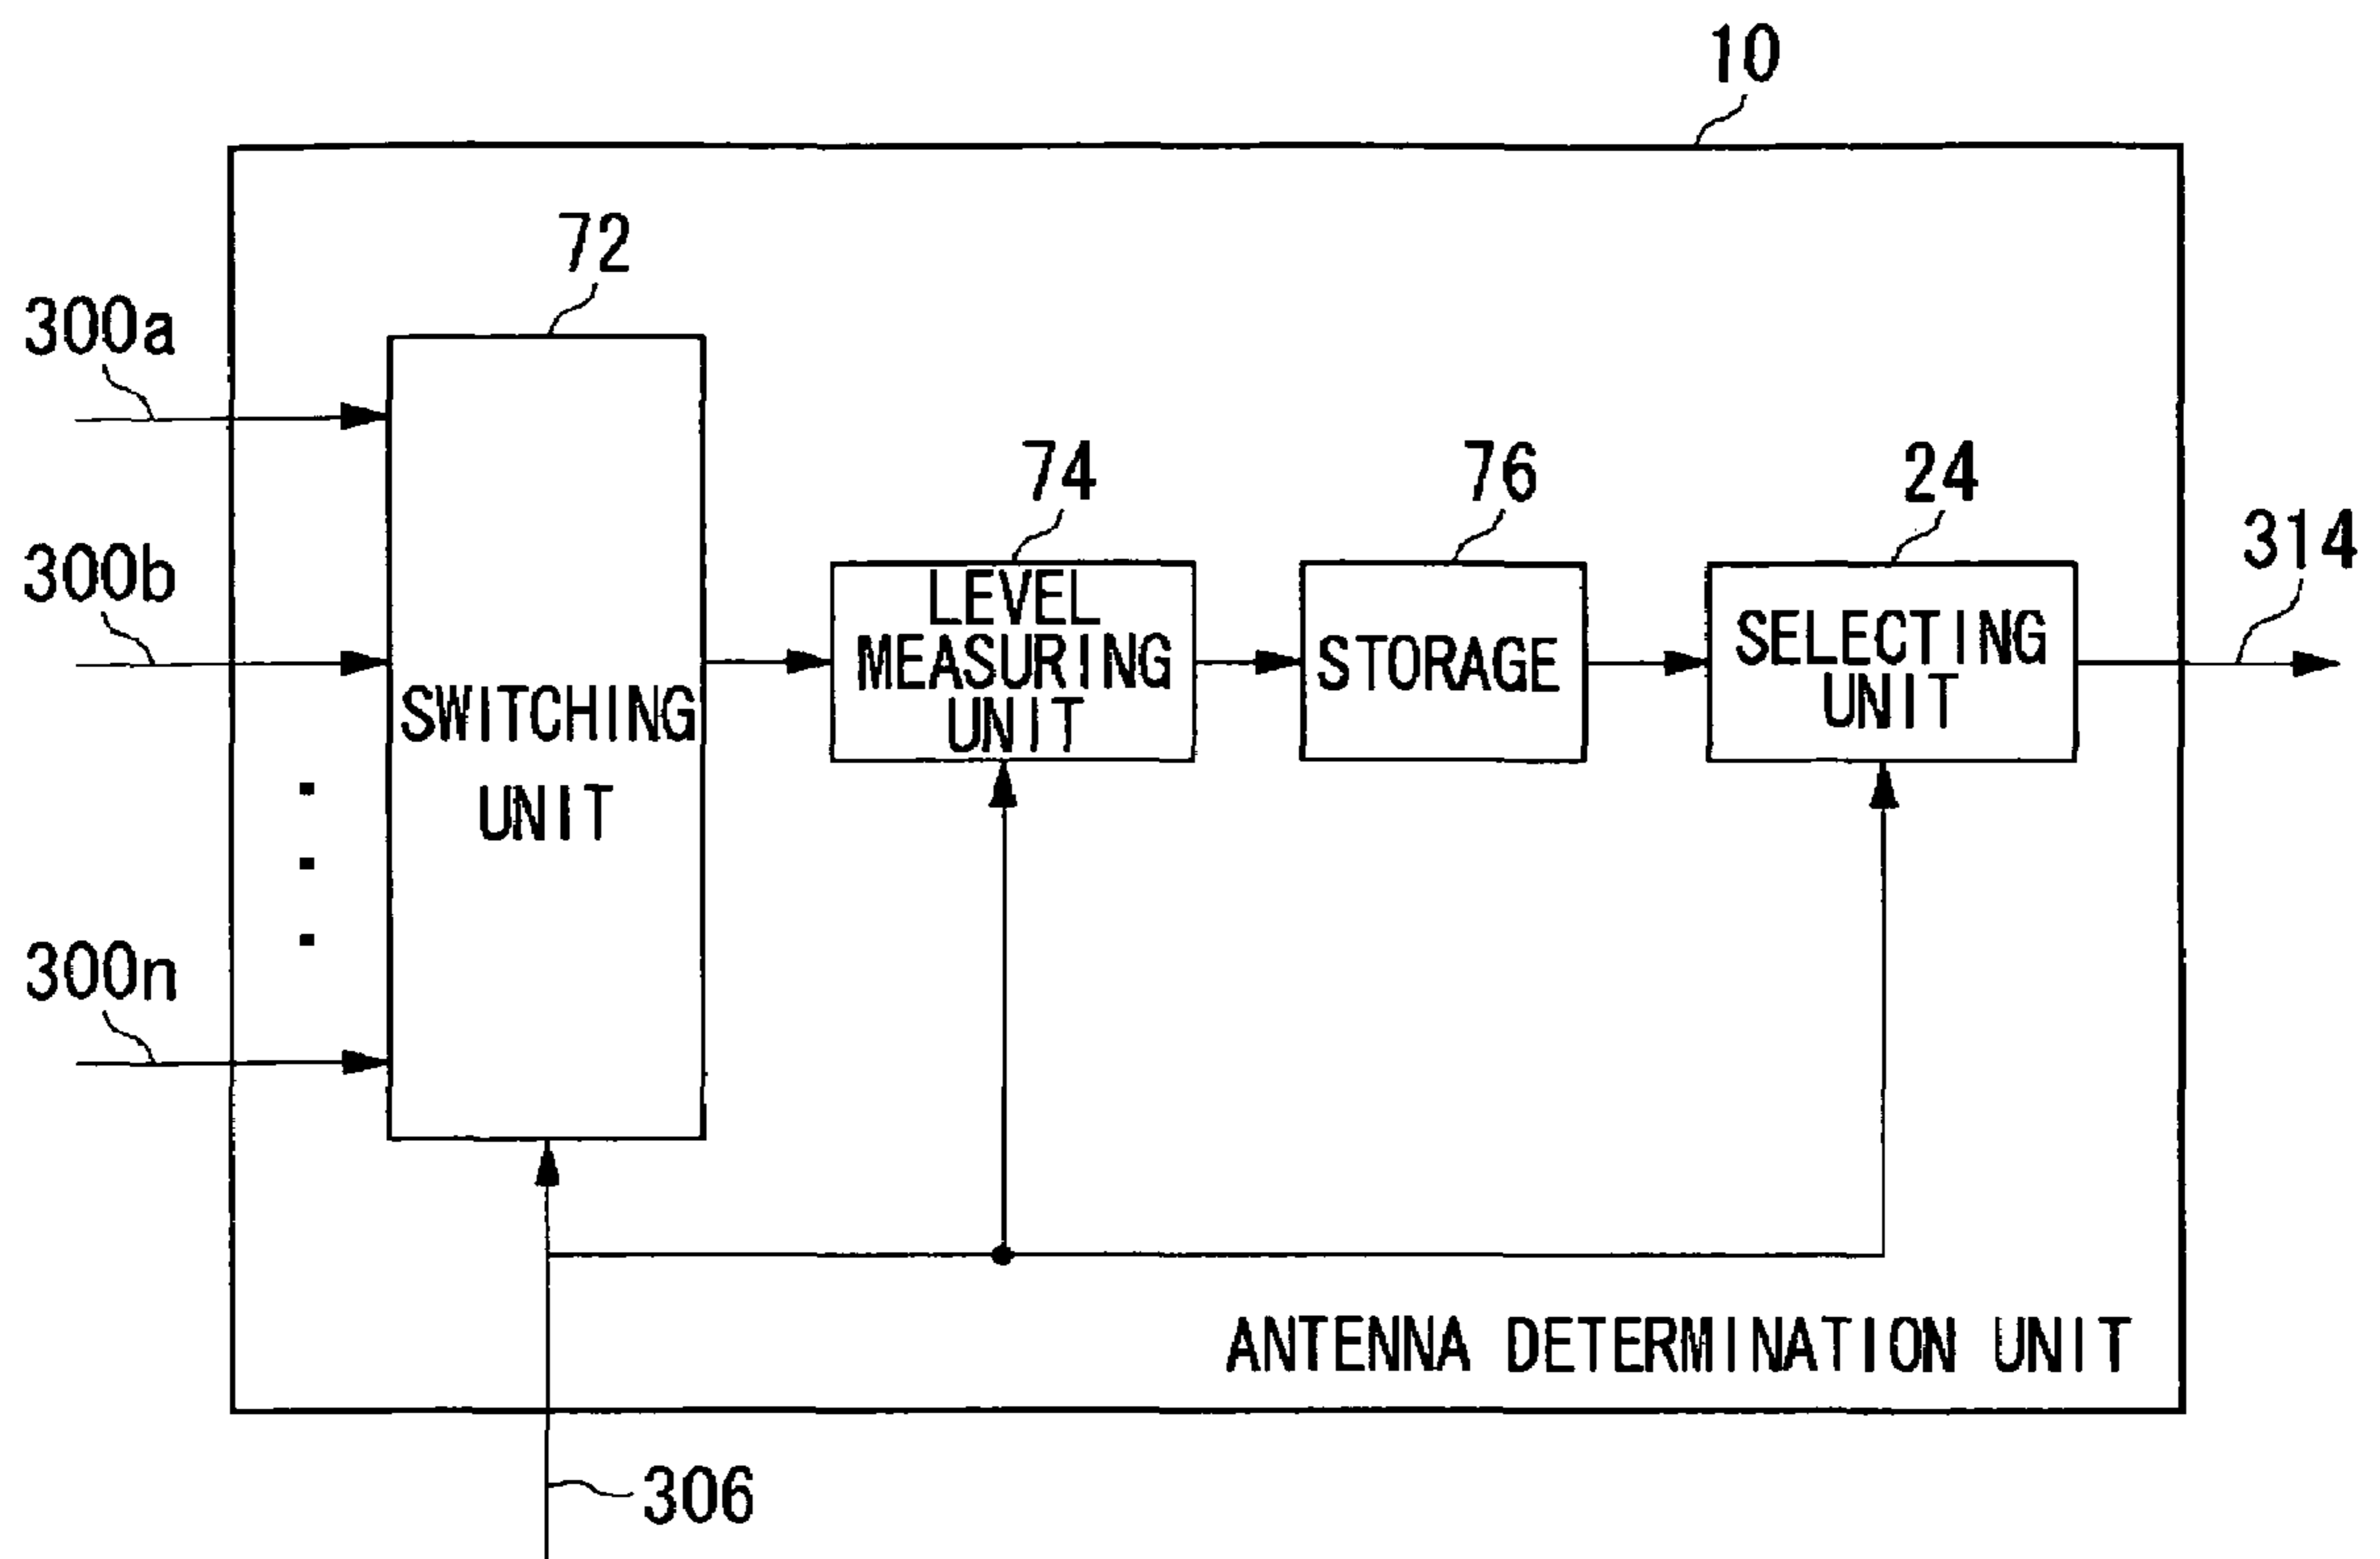 10
72
300a
74
76
24
314
300b
LEVEL
MEASURING
UNIT
STORAGE
SELECTING
UNIT
SWITCHING
UNIT
300n
ANTENNA DETERMINATION UNIT
306